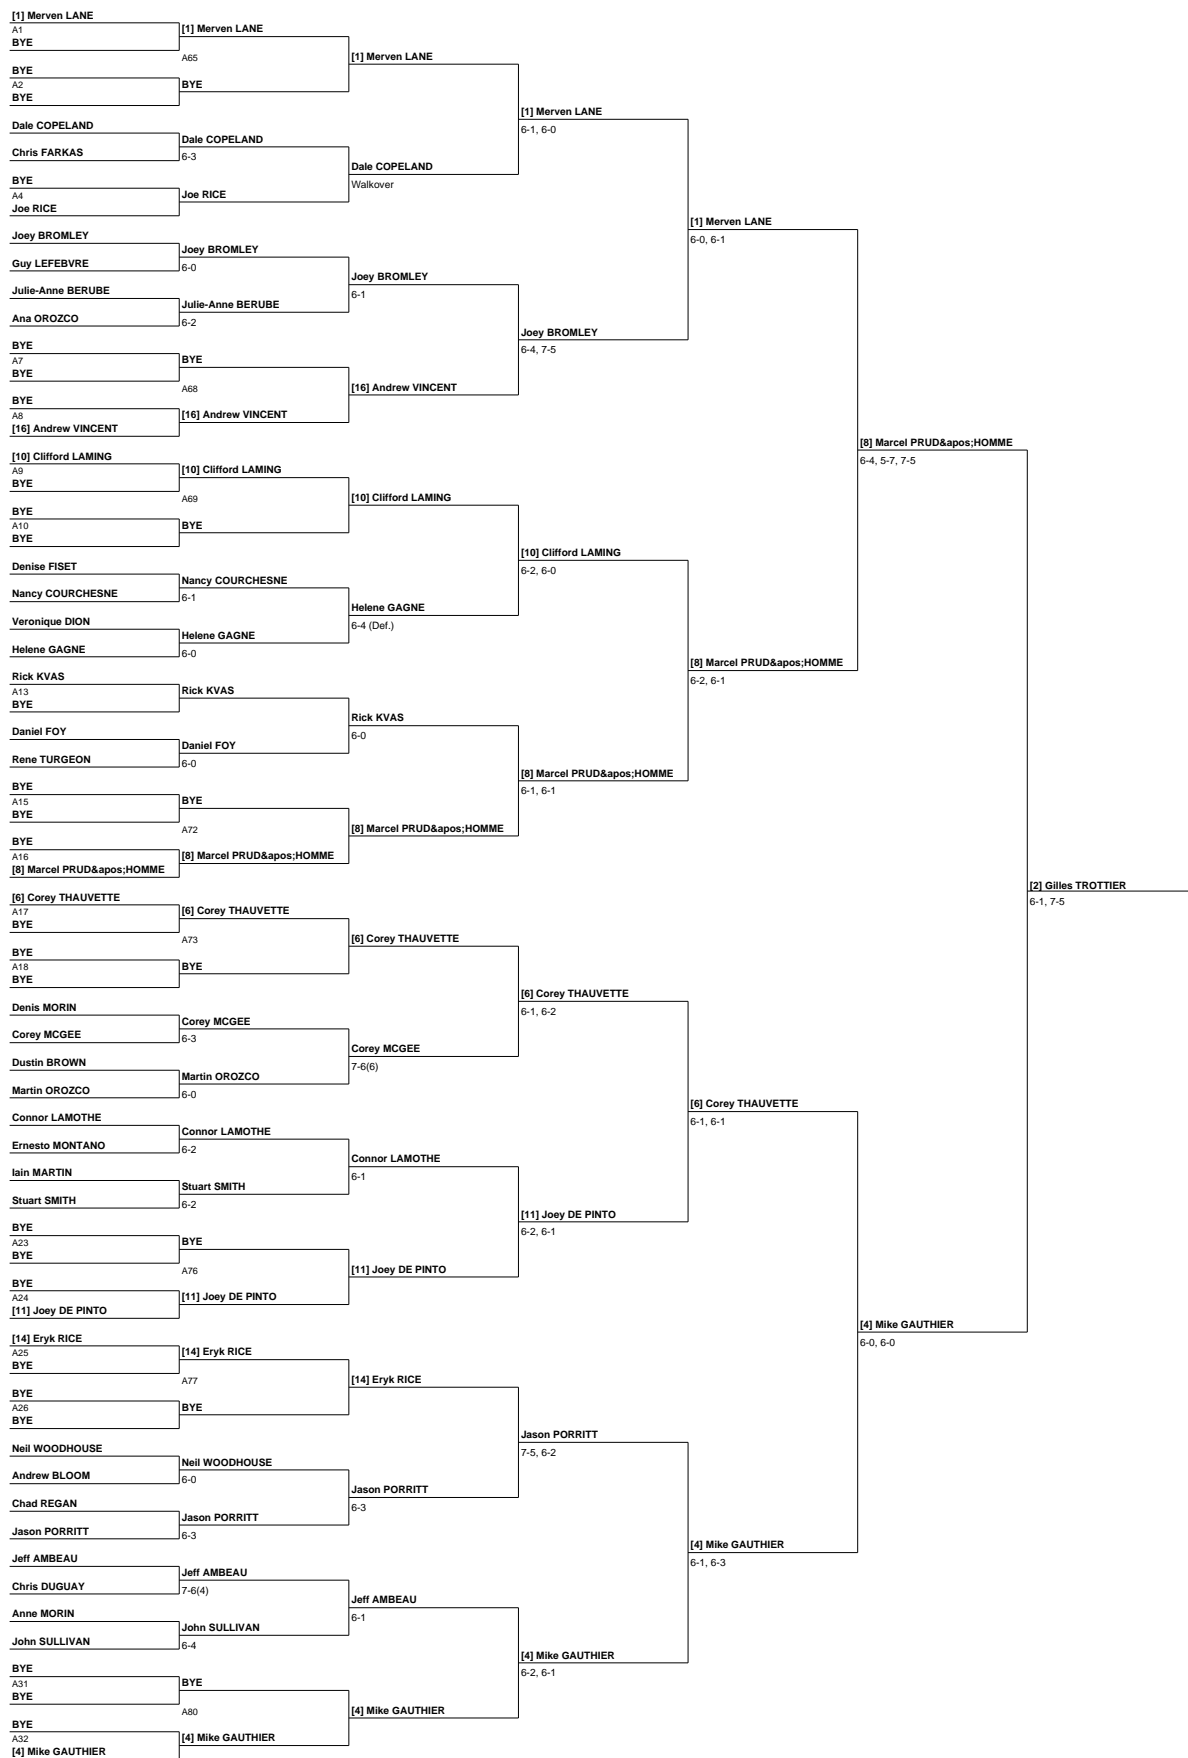 [1] Merven LANE
A1
BYE
BYE
A2
BYE
Dale COPELAND
Chris FARKAS
BYE
A4
Joe RICE
Joey BROMLEY
Guy LEFEBVRE
Julie-Anne BERUBE
Ana OROZCO
BYE
A7
BYE
BYE
A8
[16] Andrew VINCENT
[10] Clifford LAMING
A9
BYE
BYE
A10
BYE
Denise FISET
Nancy COURCHESNE
Veronique DION
Helene GAGNE
Rick KVAS
A13
BYE
Daniel FOY
Rene TURGEON
BYE
A15
BYE
BYE
A16
[8] Marcel PRUD&apos;HOMME
[6] Corey THAUVETTE
A17
BYE
BYE
A18
BYE
Denis MORIN
Corey MCGEE
Dustin BROWN
Martin OROZCO
Connor LAMOTHE
Ernesto MONTANO
Iain MARTIN
Stuart SMITH
BYE
A23
BYE
BYE
A24
[11] Joey DE PINTO
[14] Eryk RICE
A25
BYE
BYE
A26
BYE
Neil WOODHOUSE
Andrew BLOOM
Chad REGAN
Jason PORRITT
Jeff AMBEAU
Chris DUGUAY
Anne MORIN
John SULLIVAN
BYE
A31
BYE
BYE
A32
[4] Mike GAUTHIER
[1] Merven LANE
A65
BYE
Dale COPELAND
6-3
Joe RICE
Joey BROMLEY
6-0
Julie-Anne BERUBE
6-2
BYE
A68
[16] Andrew VINCENT
[10] Clifford LAMING
A69
BYE
Nancy COURCHESNE
6-1
Helene GAGNE
6-0
Rick KVAS
Daniel FOY
6-0
BYE
A72
[8] Marcel PRUD&apos;HOMME
[6] Corey THAUVETTE
A73
BYE
Corey MCGEE
6-3
Martin OROZCO
6-0
Connor LAMOTHE
6-2
Stuart SMITH
6-2
BYE
A76
[11] Joey DE PINTO
[14] Eryk RICE
A77
BYE
Neil WOODHOUSE
6-0
Jason PORRITT
6-3
Jeff AMBEAU
7-6(4)
John SULLIVAN
6-4
BYE
A80
[4] Mike GAUTHIER
[1] Merven LANE
Dale COPELAND
Walkover
Joey BROMLEY
6-1
[16] Andrew VINCENT
[10] Clifford LAMING
Helene GAGNE
6-4 (Def.)
Rick KVAS
6-0
[8] Marcel PRUD&apos;HOMME
[6] Corey THAUVETTE
Corey MCGEE
7-6(6)
Connor LAMOTHE
6-1
[11] Joey DE PINTO
[14] Eryk RICE
Jason PORRITT
6-3
Jeff AMBEAU
6-1
[4] Mike GAUTHIER
[1] Merven LANE
6-1, 6-0
Joey BROMLEY
6-4, 7-5
[10] Clifford LAMING
6-2, 6-0
[8] Marcel PRUD&apos;HOMME
6-1, 6-1
[6] Corey THAUVETTE
6-1, 6-2
[11] Joey DE PINTO
6-2, 6-1
Jason PORRITT
7-5, 6-2
[4] Mike GAUTHIER
6-2, 6-1
[1] Merven LANE
6-0, 6-1
[8] Marcel PRUD&apos;HOMME
6-2, 6-1
[6] Corey THAUVETTE
6-1, 6-1
[4] Mike GAUTHIER
6-1, 6-3
[8] Marcel PRUD&apos;HOMME
6-4, 5-7, 7-5
[4] Mike GAUTHIER
6-0, 6-0
[2] Gilles TROTTIER
6-1, 7-5